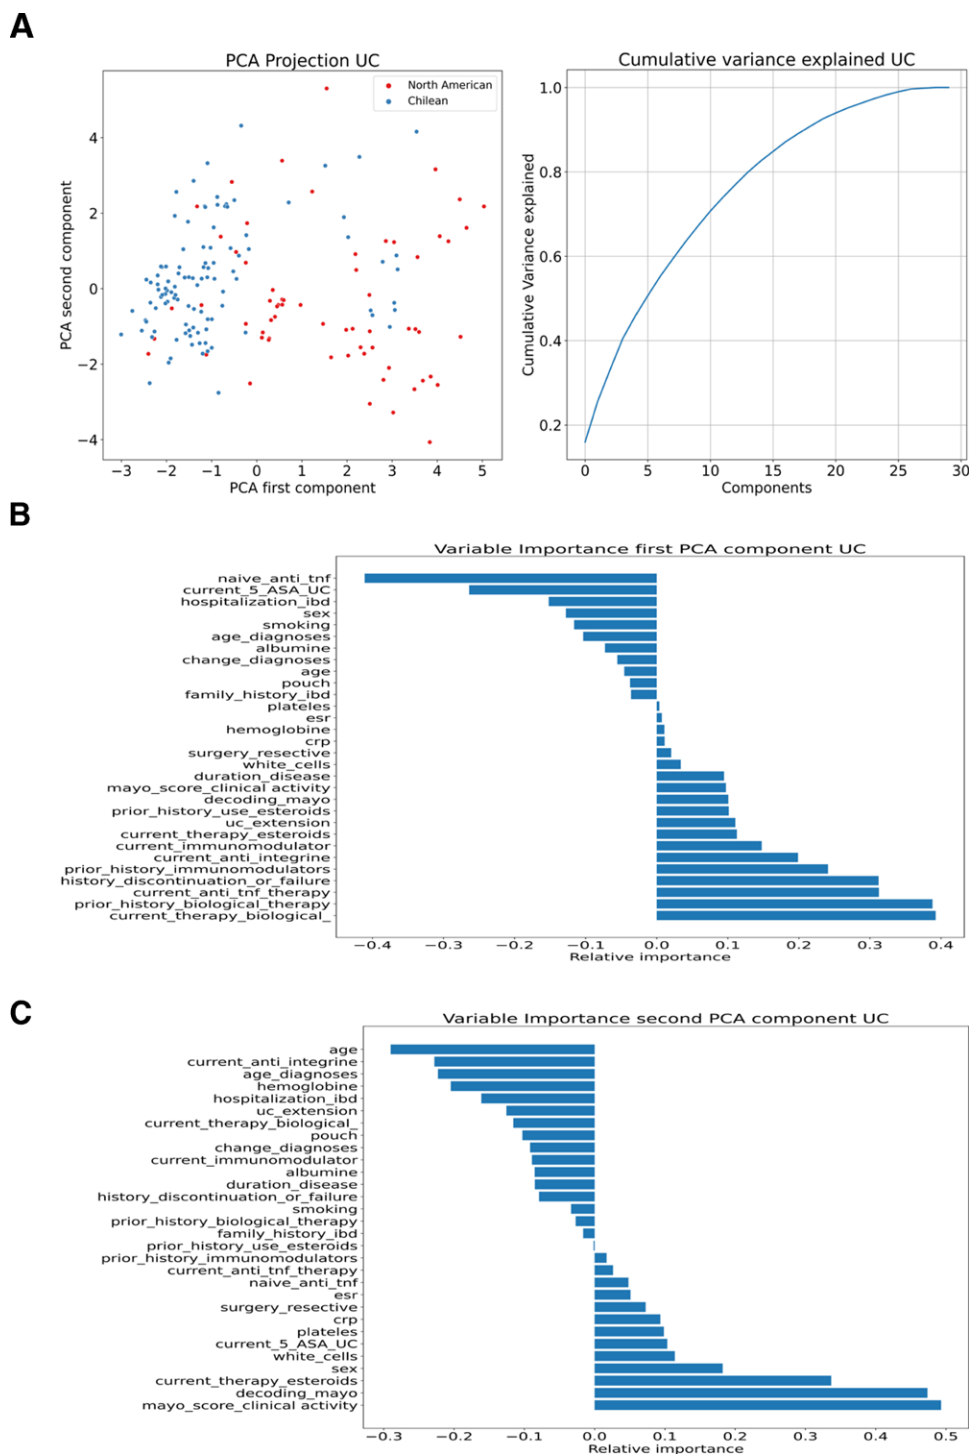 A
PCA Projection UC
North American
Chilean
PCA second component
4
2
0
−2
−4
−3 −2 −1 0 1 2 3 4 5
PCA first component
Cumulative variance explained UC
Cumulative Variance explained
1.0
0.8
0.6
0.4
0.2
0 5 10 15 20 25 30
Components
B
Variable Importance first PCA component UC
naive_anti_tnf
current_5_ASA_UC
hospitalization_ibd
sex
smoking
age_diagnoses
albumine
change_diagnoses
age
pouch
family_history_ibd
plateles
esr
hemoglobine
crp
surgery_resective
white_cells
duration_disease
mayo_score_clinical activity
decoding_mayo
prior_history_use_esteroids
uc_extension
current_therapy_esteroids
current_immunomodulator
current_anti_integrine
prior_history_immunomodulators
history_discontinuation_or_failure
current_anti_tnf_therapy
prior_history_biological_therapy
current_therapy_biological_
−0.4 −0.3 −0.2 −0.1 0.0 0.1 0.2 0.3 0.4
Relative importance
C
Variable Importance second PCA component UC
age
current_anti_integrine
age_diagnoses
hemoglobine
hospitalization_ibd
uc_extension
current_therapy_biological_
pouch
change_diagnoses
current_immunomodulator
albumine
duration_disease
history_discontinuation_or_failure
smoking
prior_history_biological_therapy
family_history_ibd
prior_history_use_esteroids
prior_history_immunomodulators
current_anti_tnf_therapy
naive_anti_tnf
esr
surgery_resective
crp
plateles
current_5_ASA_UC
white_cells
sex
current_therapy_esteroids
decoding_mayo
mayo_score_clinical activity
−0.3 −0.2 −0.1 0.0 0.1 0.2 0.3 0.4 0.5
Relative importance